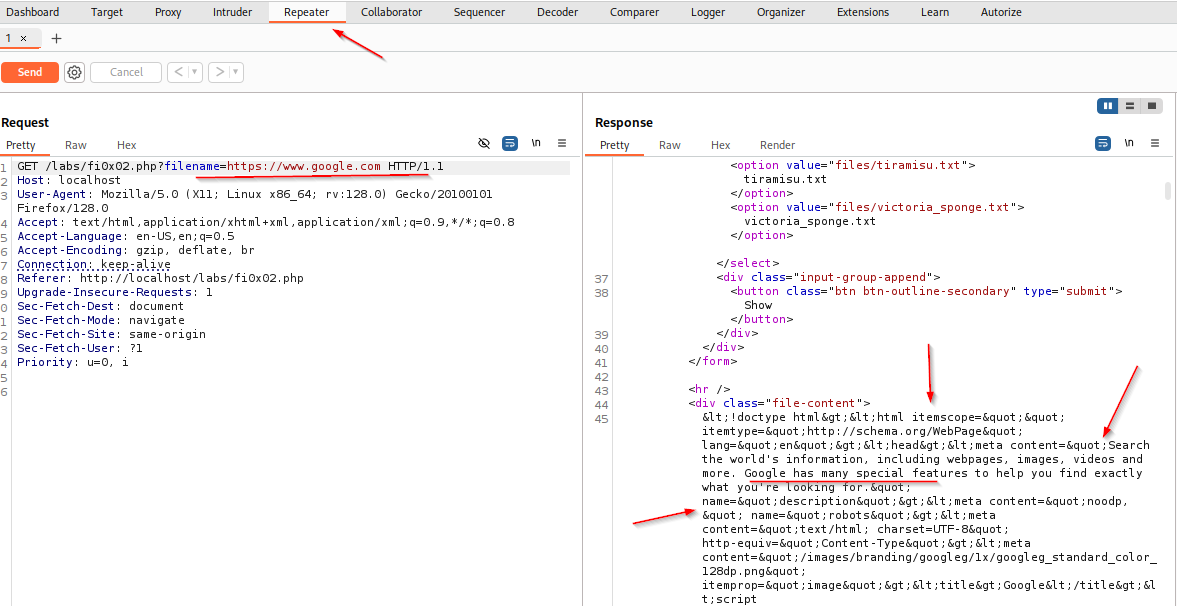 Dashboard Target Proxy Intruder Repeater Collaborator Sequencer Decoder Comparer Logger Organizer Extensions Learn Autorize
1 × +
Send Cancel < >
Request
Pretty Raw Hex
\n
1 GET /labs/fi0x02.php?filename=https://www.google.com HTTP/1.1
2 Host: localhost
3 User-Agent: Mozilla/5.0 (X11; Linux x86_64; rv:128.0) Gecko/20100101
Firefox/128.0
4 Accept: text/html,application/xhtml+xml,application/xml;q=0.9,*/*;q=0.8
5 Accept-Language: en-US,en;q=0.5
6 Accept-Encoding: gzip, deflate, br
7 Connection: keep-alive
8 Referer: http://localhost/labs/fi0x02.php
9 Upgrade-Insecure-Requests: 1
0 Sec-Fetch-Dest: document
1 Sec-Fetch-Mode: navigate
2 Sec-Fetch-Site: same-origin
3 Sec-Fetch-User: ?1
4 Priority: u=0, i
5
6
Response
Pretty Raw Hex Render
\n
<option value="files/tiramisu.txt">
tiramisu.txt
</option>
<option value="files/victoria_sponge.txt">
victoria_sponge.txt
</option>
</select>
37 <div class="input-group-append">
38 <button class="btn btn-outline-secondary" type="submit">
Show
</button>
39 </div>
40 </div>
41 </form>
42
43 <hr />
44 <div class="file-content">
45 &lt;!doctype html&gt;&lt;html itemscope=&quot;&quot;
itemtype=&quot;http://schema.org/WebPage&quot;
lang=&quot;en&quot;&gt;&lt;head&gt;&lt;meta content=&quot;Search
the world's information, including webpages, images, videos and
more. Google has many special features to help you find exactly
what you're looking for.&quot;
name=&quot;description&quot;&gt;&lt;meta content=&quot;noodp,
&quot; name=&quot;robots&quot;&gt;&lt;meta
content=&quot;text/html; charset=UTF-8&quot;
http-equiv=&quot;Content-Type&quot;&gt;&lt;meta
content=&quot;/images/branding/googleg/1x/googleg_standard_color_
128dp.png&quot;
itemprop=&quot;image&quot;&gt;&lt;title&gt;Google&lt;/title&gt;&l
t;script